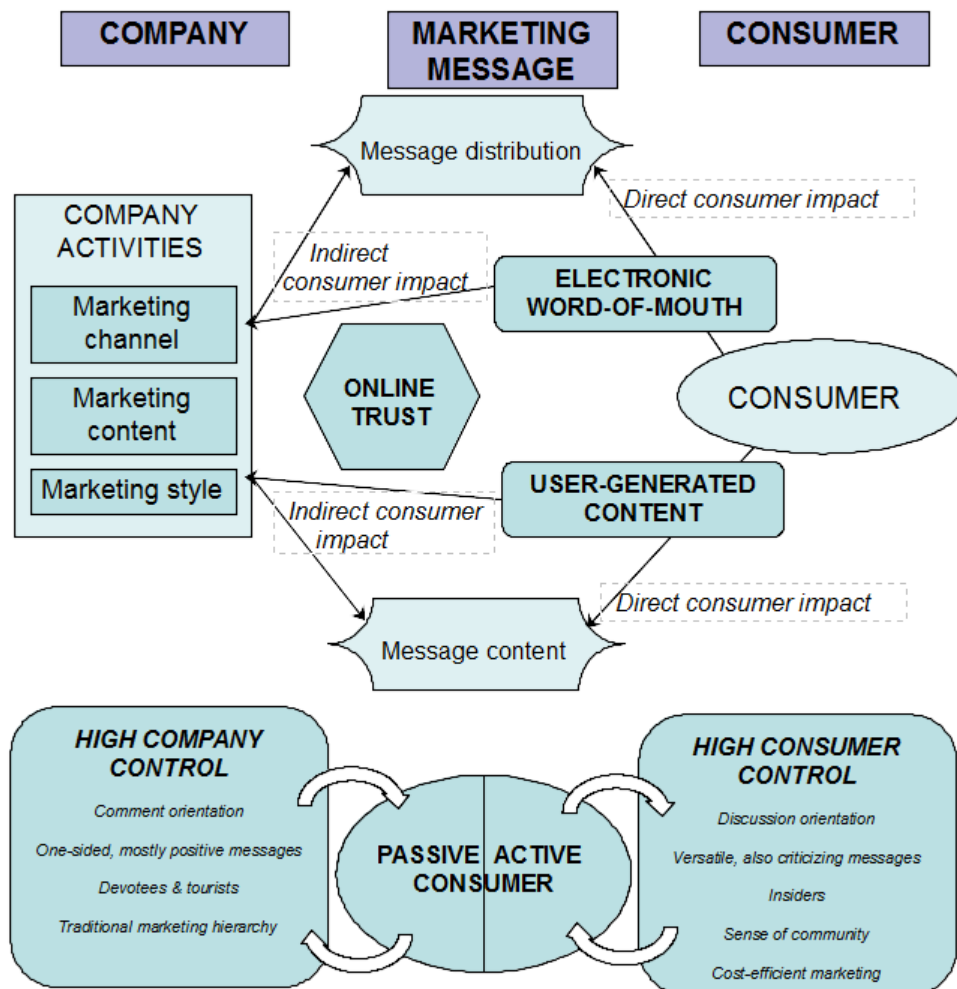 COMPANY
MARKETING
MESSAGE
CONSUMER
Message distribution
Direct consumer impact
COMPANY
ACTIVITIES
Indirect
consumer impact
ELECTRONIC
WORD-OF-MOUTH
Marketing
channel
ONLINE
TRUST
CONSUMER
Marketing
content
Marketing style
USER-GENERATED
CONTENT
Indirect consumer
impact
Direct consumer impact
Message content
HIGH COMPANY
CONTROL
Comment orientation
One-sided, mostly positive messages
Devotees & tourists
Traditional marketing hierarchy
PASSIVE ACTIVE
CONSUMER
HIGH CONSUMER
CONTROL
Discussion orientation
Versatile, also criticizing messages
Insiders
Sense of community
Cost-efficient marketing